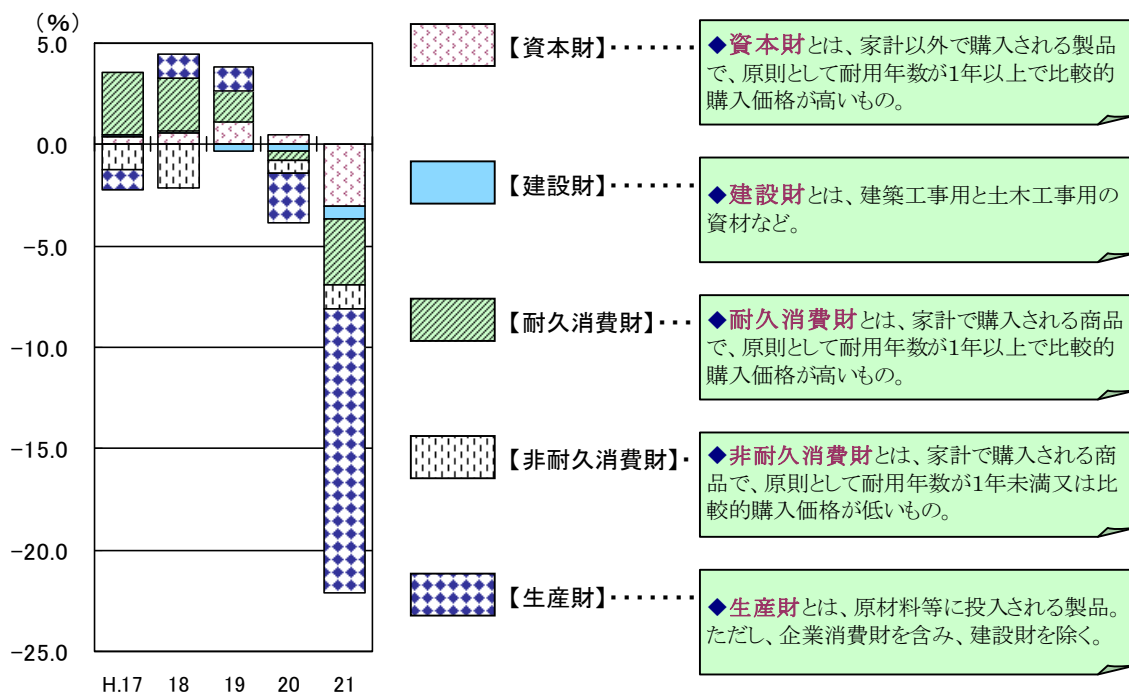 （%）
5.0
0.0
-5.0
-10.0
-15.0
-20.0
-25.0
H.17 18 19 20 21
【資本財】‥‥‥‥
◆資本財とは、家計以外で購入される製品
で、原則として耐用年数が1年以上で比較的
購入価格が高いもの。
【建設財】‥‥‥‥
◆建設財とは、建築工事用と土木工事用の
資材など。
【耐久消費財】‥・
◆耐久消費財とは、家計で購入される商品
で、原則として耐用年数が1年以上で比較的
購入価格が高いもの。
【非耐久消費財】・
◆非耐久消費財とは、家計で購入される商
品で、原則として耐用年数が1年未満又は比
較的購入価格が低いもの。
【生産財】‥‥‥‥
◆生産財とは、原材料等に投入される製品。
ただし、企業消費財を含み、建設財を除く。